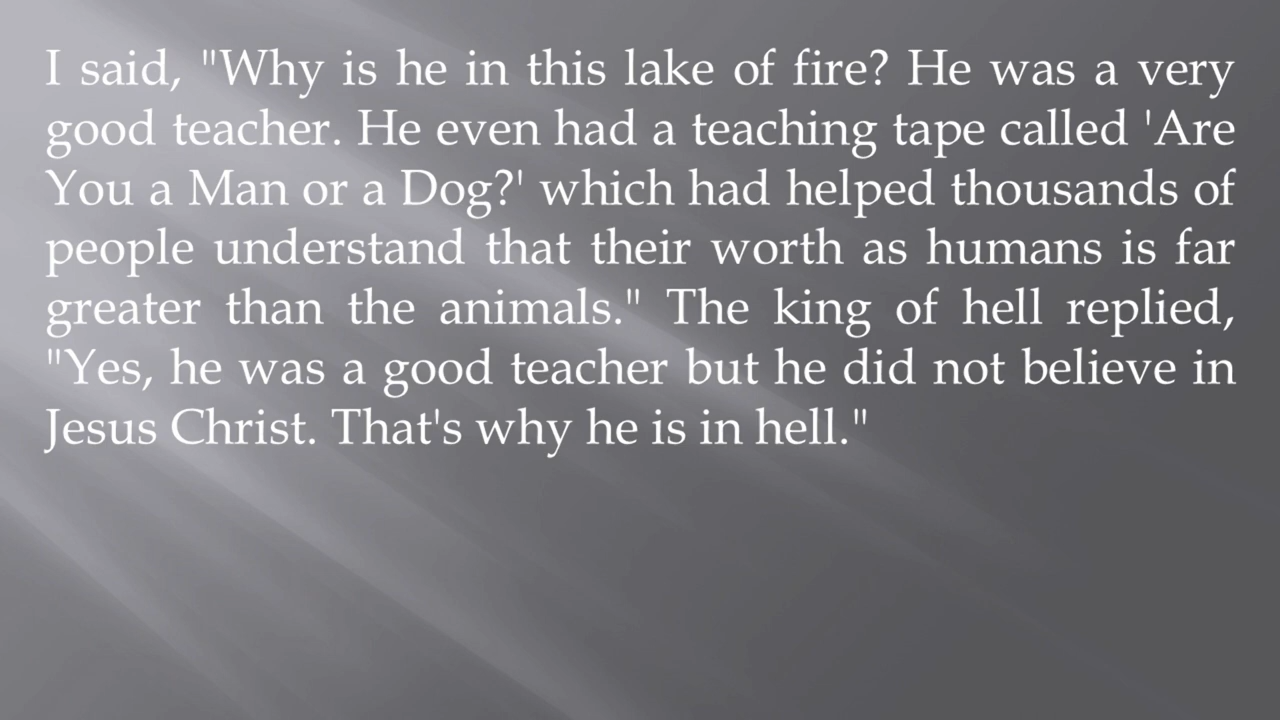 I said, "Why is he in this lake of fire? He was a very
good teacher. He even had a teaching tape called 'Are
You a Man or a Dog?' which had helped thousands of
people understand that their worth as humans is far
greater than the animals." The king of hell replied,
"Yes, he was a good teacher but he did not believe in
Jesus Christ. That's why he is in hell."